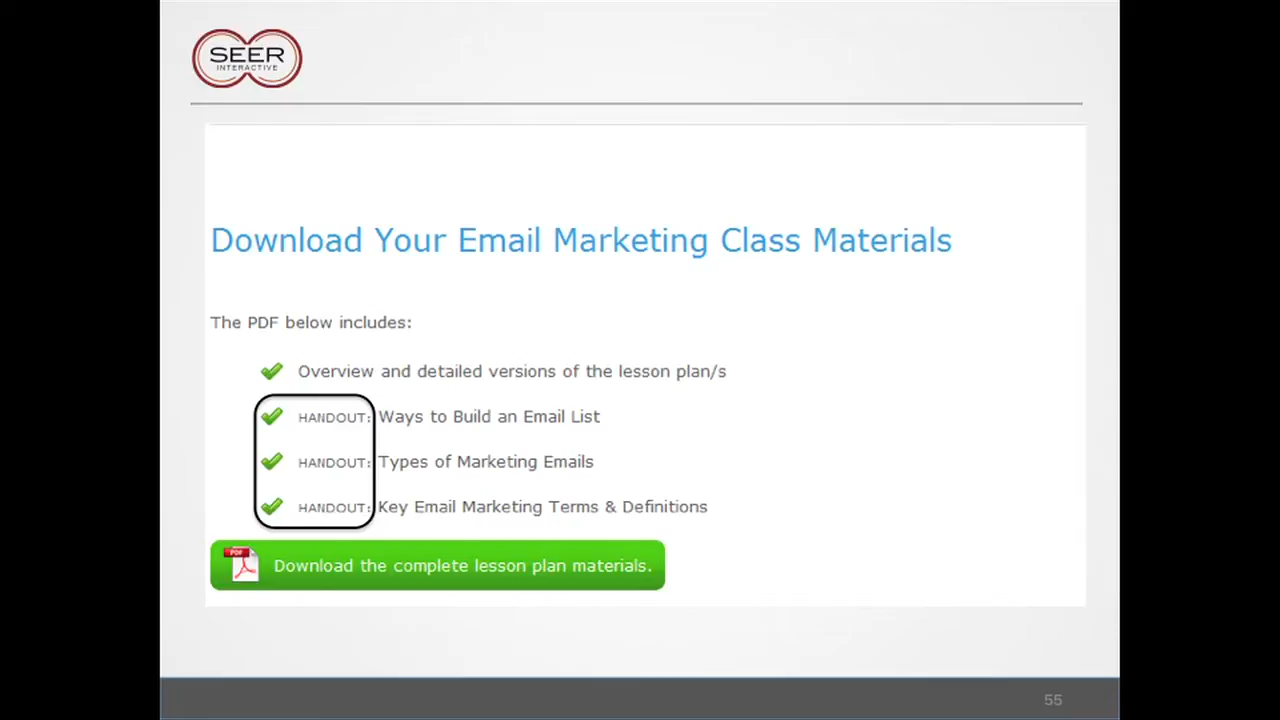 SEER
INTERACTIVE
Download Your Email Marketing Class Materials
The PDF below includes:
Overview and detailed versions of the lesson plan/s
HANDOUT: Ways to Build an Email List
HANDOUT: Types of Marketing Emails
HANDOUT: Key Email Marketing Terms & Definitions
PDF
Download the complete lesson plan materials.
55